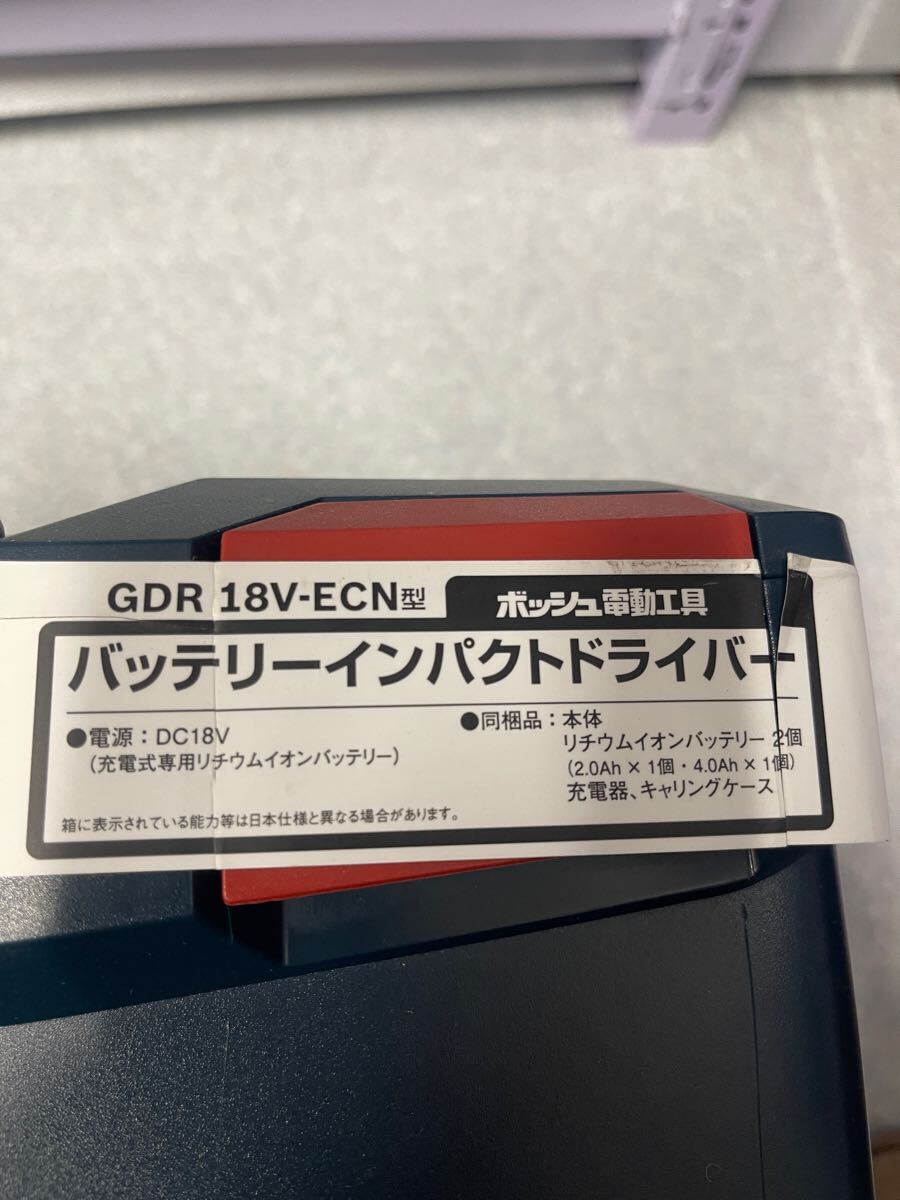 GDR 18V-ECN型 ボッシュ電動工具
バッテリーインパクトドライバー
●電源：DC18V
（充電式専用リチウムイオンバッテリー）
●同梱品：本体
リチウムイオンバッテリー 2個
（2.0Ah × 1個・4.0Ah × 1個）
充電器、キャリングケース
箱に表示されている能力等は日本仕様と異なる場合があります。